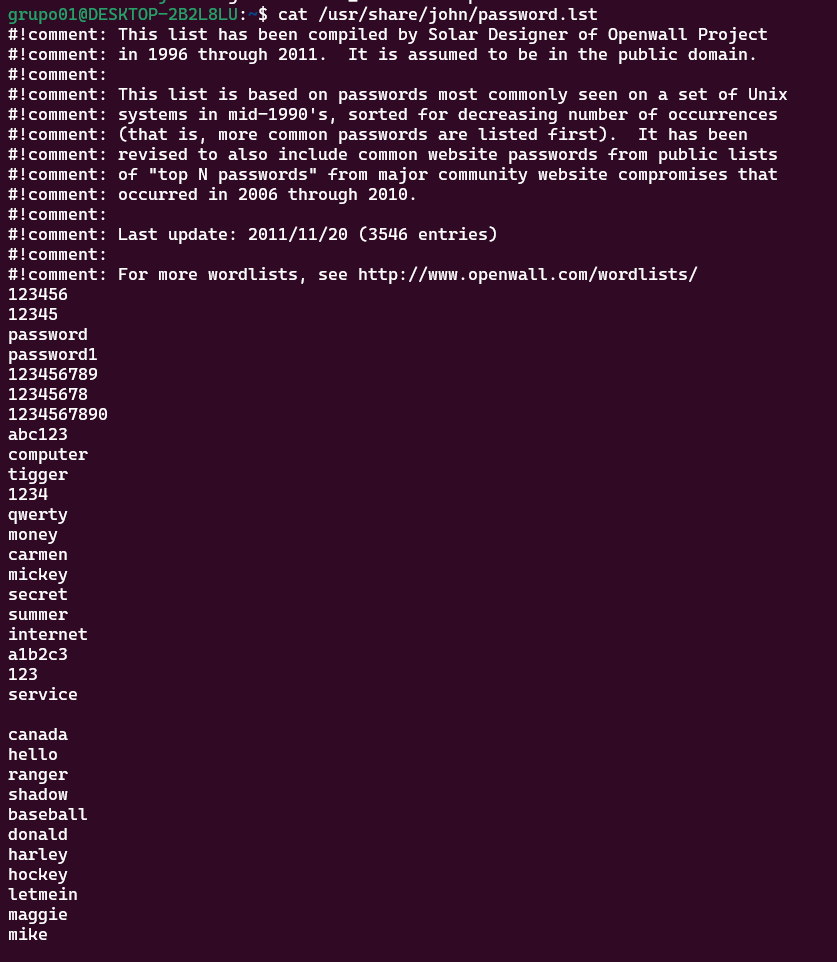 grupo01@DESKTOP-2B2L8LU:~$ cat /usr/share/john/password.lst
#!comment: This list has been compiled by Solar Designer of Openwall Project
#!comment: in 1996 through 2011.  It is assumed to be in the public domain.
#!comment:
#!comment: This list is based on passwords most commonly seen on a set of Unix
#!comment: systems in mid-1990's, sorted for decreasing number of occurrences
#!comment: (that is, more common passwords are listed first).  It has been
#!comment: revised to also include common website passwords from public lists
#!comment: of "top N passwords" from major community website compromises that
#!comment: occurred in 2006 through 2010.
#!comment:
#!comment: Last update: 2011/11/20 (3546 entries)
#!comment:
#!comment: For more wordlists, see http://www.openwall.com/wordlists/
123456
12345
password
password1
123456789
12345678
1234567890
abc123
computer
tigger
1234
qwerty
money
carmen
mickey
secret
summer
internet
a1b2c3
123
service

canada
hello
ranger
shadow
baseball
donald
harley
hockey
letmein
maggie
mike